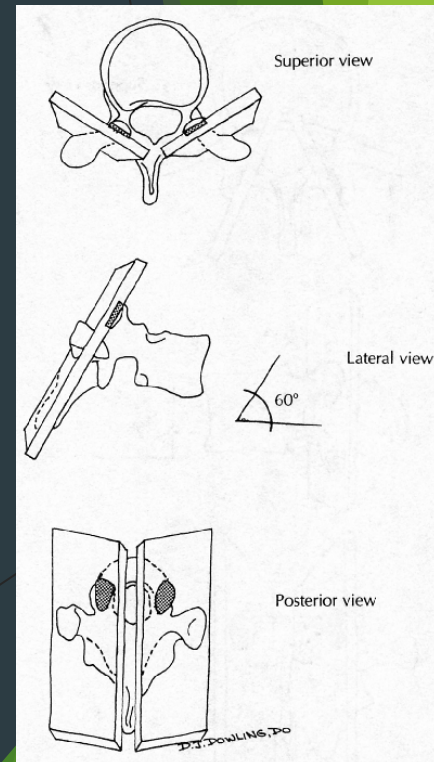 Superior view
Lateral view
60°
Posterior view
D.J. DOWLING, DO